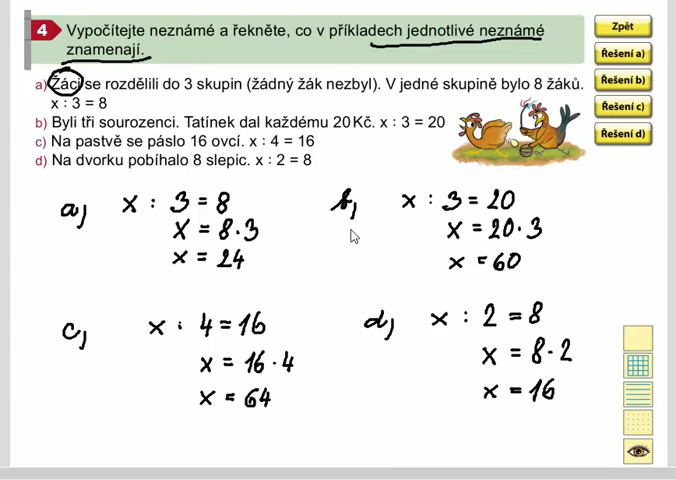 4 Vypočítejte neznámé a řekněte, co v příkladech jednotlivé neznámé
znamenají.
a) Žáci se rozdělili do 3 skupin (žádný žák nezbyl). V jedné skupině bylo 8 žáků.
x : 3 = 8
b) Byli tři sourozenci. Tatínek dal každému 20 Kč. x : 3 = 20
c) Na pastvě se páslo 16 ovcí. x : 4 = 16
d) Na dvorku pobíhalo 8 slepic. x : 2 = 8
Zpět
Řešení a)
Řešení b)
Řešení c)
Řešení d)
a) x : 3 = 8
x = 8 · 3
x = 24
b) x : 3 = 20
x = 20 · 3
x = 60
c) x : 4 = 16
x = 16 · 4
x = 64
d) x : 2 = 8
x = 8 · 2
x = 16